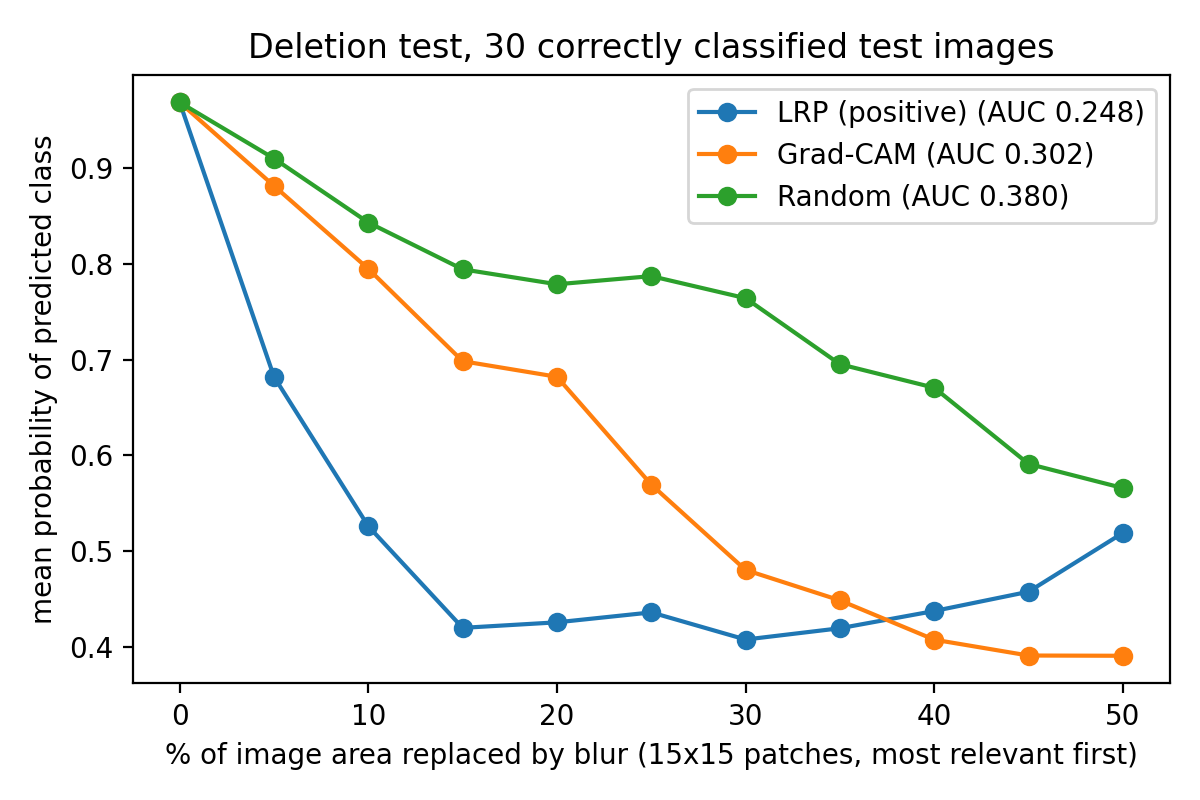 Deletion test, 30 correctly classified test images
LRP (positive) (AUC 0.248)
Grad-CAM (AUC 0.302)
Random (AUC 0.380)
mean probability of predicted class
0.9
0.8
0.7
0.6
0.5
0.4
0 10 20 30 40 50
% of image area replaced by blur (15x15 patches, most relevant first)